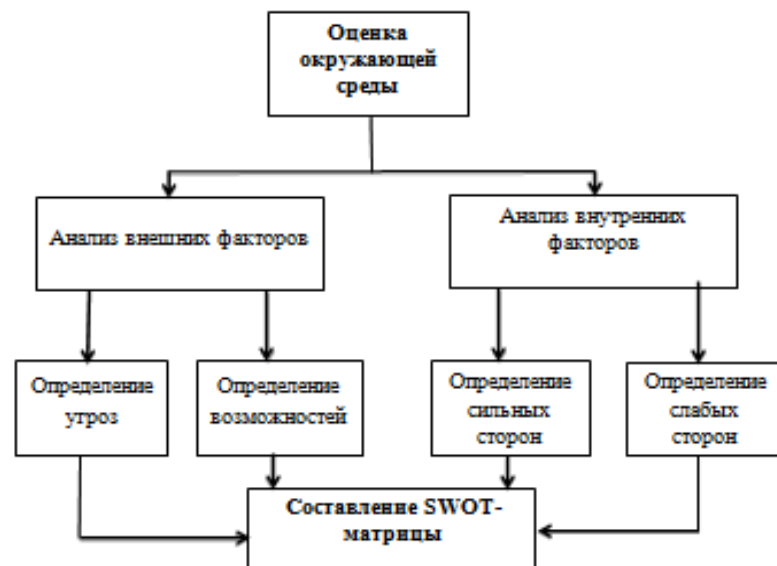 Оценка
окружающей
среды
Анализ внешних факторов
Анализ внутренних
факторов
Определение
угроз
Определение
возможностей
Определение
сильных
сторон
Определение
слабых
сторон
Составление SWOT-
матрицы